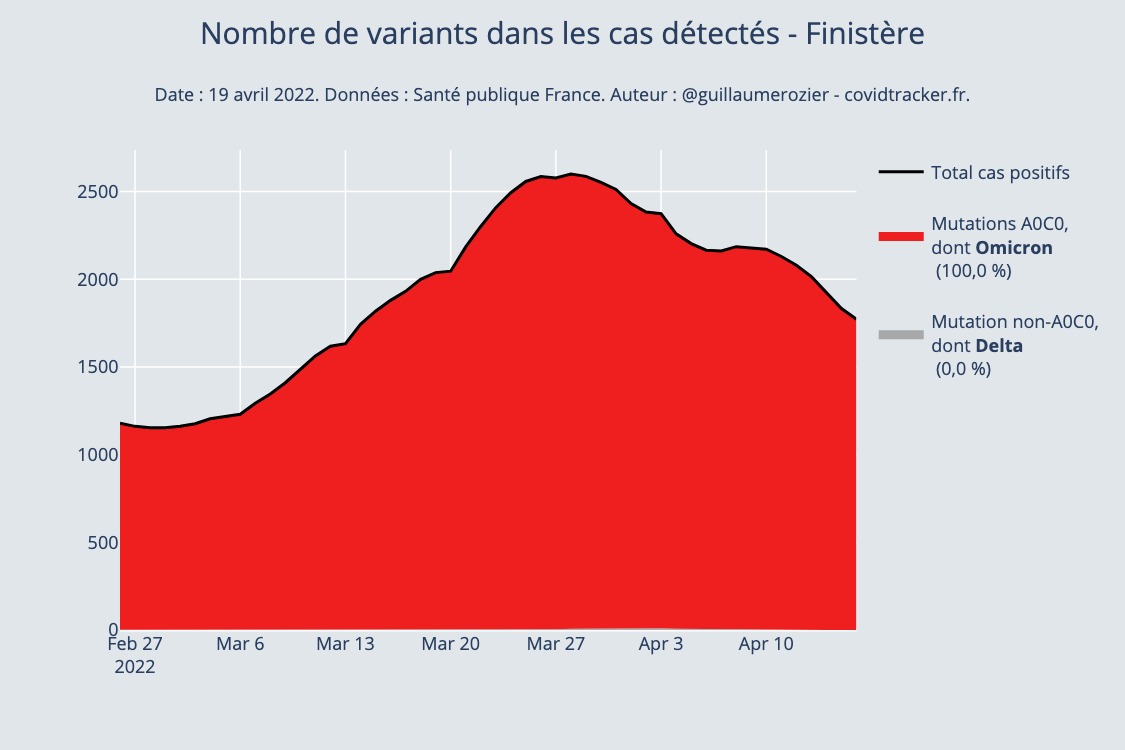 Nombre de variants dans les cas détectés - Finistère
Date : 19 avril 2022. Données : Santé publique France. Auteur : @guillaumerozier - covidtracker.fr.
2500
2000
1500
1000
500
0
Feb 27
2022
Mar 6
Mar 13
Mar 20
Mar 27
Apr 3
Apr 10
Total cas positifs
Mutations A0C0,
dont Omicron
(100,0 %)
Mutation non-A0C0,
dont Delta
(0,0 %)